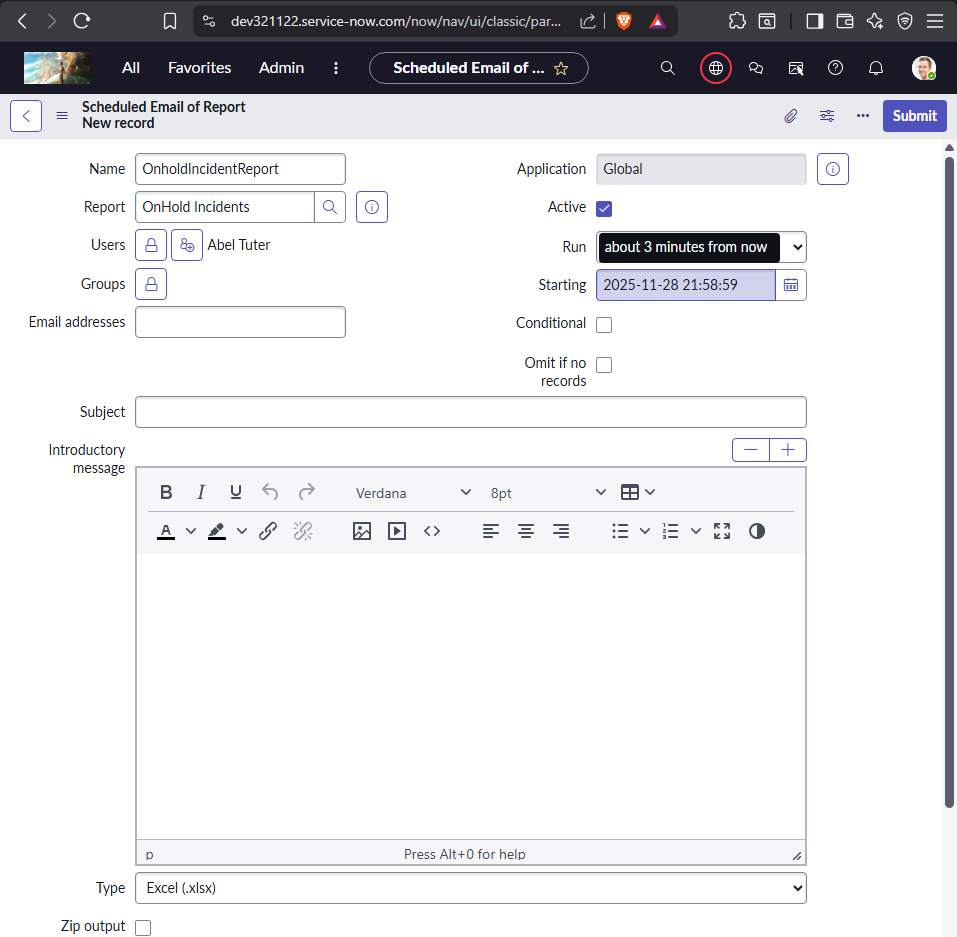 dev321122.service-now.com/now/nav/ui/classic/par...
All Favorites Admin Scheduled Email of ...
Scheduled Email of Report
New record
Submit
Name OnholdIncidentReport
Application Global
Report OnHold Incidents
Active
Users Abel Tuter
Run about 3 minutes from now
Groups
Starting 2025-11-28 21:58:59
Email addresses
Conditional
Omit if no
records
Subject
Introductory
message
B I U Verdana 8pt
A
p Press Alt+0 for help
Type Excel (.xlsx)
Zip output